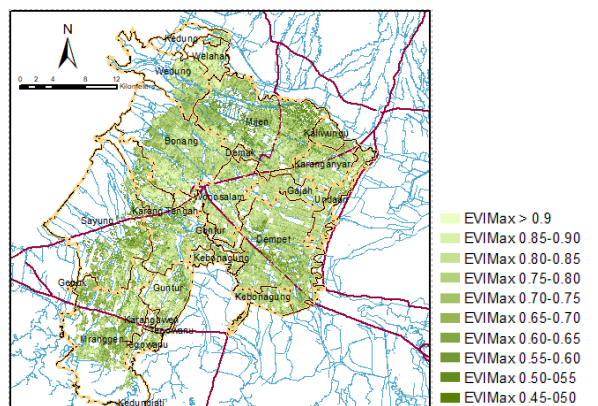 N
0 2 4 8 12
Kilometers
Kedung
Welahan
Wedung
Mijen
Bonang
Kaliwungu
Demak
Karanganyar
Gajah
Undaan
Wonosalam
Karang Tengah
Sayung
Guntur
Dempet
Kebonagung
Genuk
Guntur
Kebonagung
Karangawen
Tegowanu
Mranggen
Tegowanu
Kedungjati
EVIMax > 0.9
EVIMax 0.85-0.90
EVIMax 0.80-0.85
EVIMax 0.75-0.80
EVIMax 0.70-0.75
EVIMax 0.65-0.70
EVIMax 0.60-0.65
EVIMax 0.55-0.60
EVIMax 0.50-055
EVIMax 0.45-050